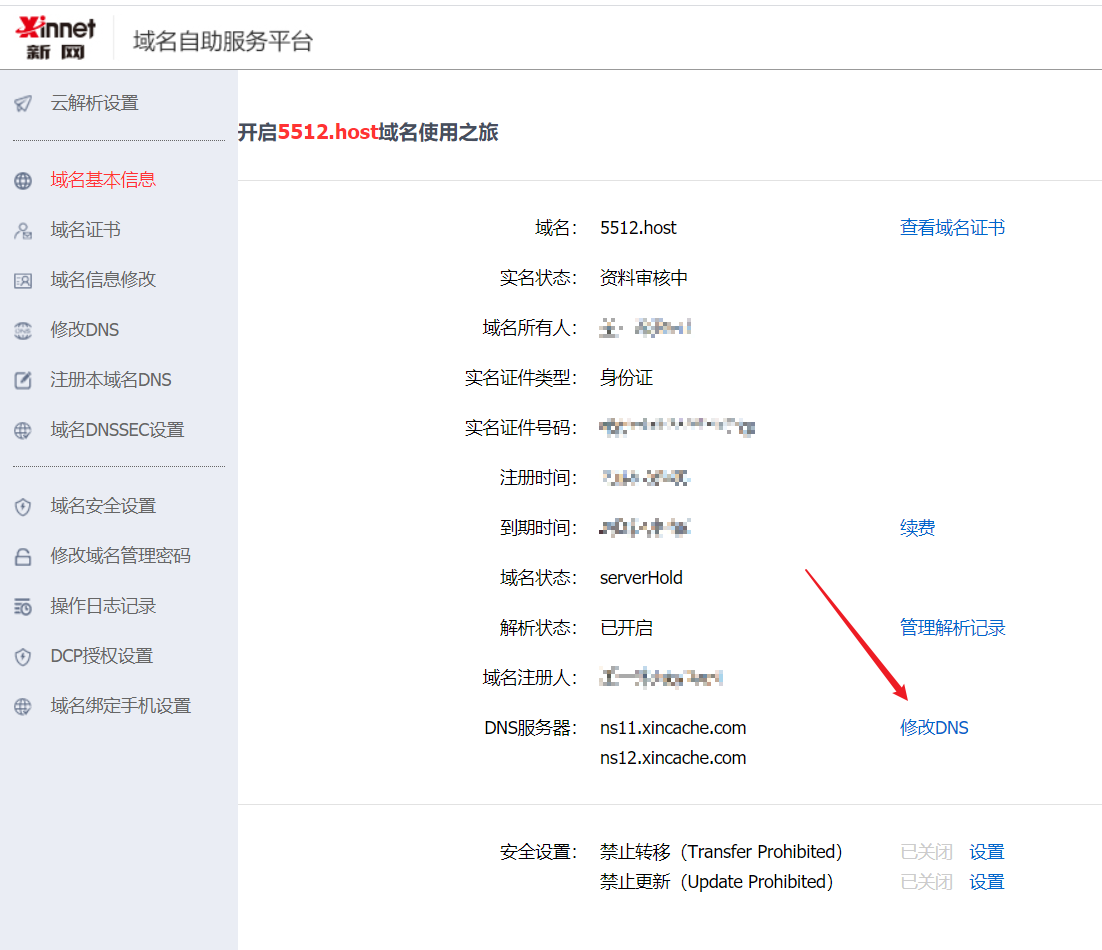 Xinnet
新网
域名自助服务平台
云解析设置
域名基本信息
域名证书
域名信息修改
修改DNS
注册本域名DNS
域名DNSSEC设置
域名安全设置
修改域名管理密码
操作日志记录
DCP授权设置
域名绑定手机设置
开启5512.host域名使用之旅
域名： 5512.host 查看域名证书
实名状态： 资料审核中
域名所有人：
实名证件类型： 身份证
实名证件号码：
注册时间：
到期时间： 续费
域名状态： serverHold
解析状态： 已开启 管理解析记录
域名注册人：
DNS服务器： ns11.xincache.com 修改DNS
ns12.xincache.com
安全设置： 禁止转移（Transfer Prohibited） 已关闭 设置
禁止更新（Update Prohibited） 已关闭 设置